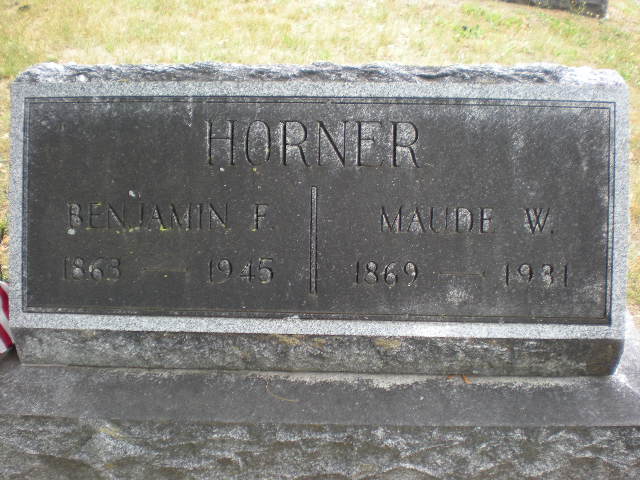 HORNER
BENJAMIN F. MAUDE W.
1863 — 1945 1869 — 1931